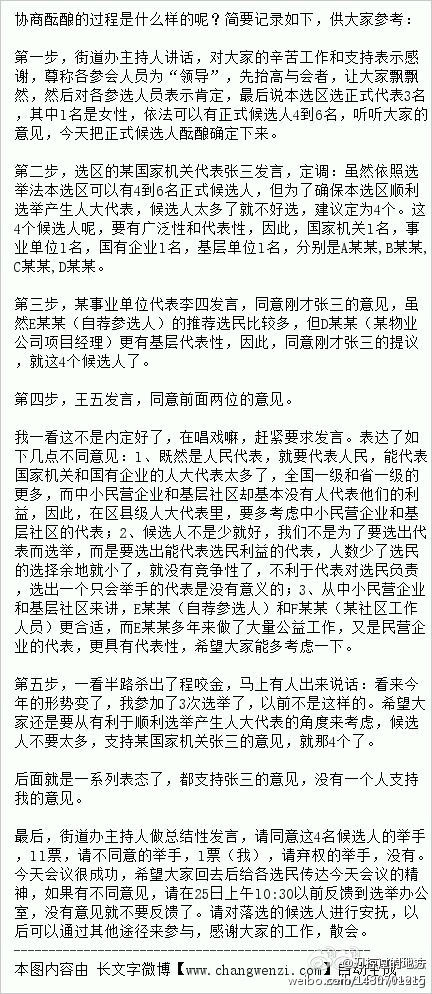 协商酝酿的过程是什么样的呢？简要记录如下，供大家参考：
第一步，街道办主持人讲话，对大家的辛苦工作和支持表示感
谢，尊称各参会人员为“领导”，先抬高与会者，让大家飘飘
然，然后对各参选人员表示肯定，最后说本选区选正式代表3名
，其中1名是女性，依法可以有正式候选人4到6名，听听大家的
意见，今天把正式候选人酝酿确定下来。
第二步，选区的某国家机关代表张三发言，定调：虽然依照选
举法本选区可以有4到6名正式候选人，但为了确保本选区顺利
选举产生人大代表，候选人太多了就不好选，建议定为4个。这
4个候选人呢，要有广泛性和代表性，因此，国家机关1名，事
业单位1名，国有企业1名，基层单位1名，分别是A某某,B某某,
C某某,D某某。
第三步，某事业单位代表李四发言，同意刚才张三的意见，虽
然E某某（自荐参选人）的推荐选民比较多，但D某某（某物业
公司项目经理）更有基层代表性，因此，同意刚才张三的提议
，就这4个候选人了。
第四步，王五发言，同意前面两位的意见。
我一看这不是内定好了，在唱戏嘛，赶紧要求发言。表达了如
下几点不同意见：1、既然是人民代表，就要代表人民，能代表
国家机关和国有企业的人大代表太多了，全国一级和省一级的
更多，而中小民营企业和基层社区却基本没有人代表他们的利
益，因此，在区县级人大代表里，要多考虑中小民营企业和基
层社区的代表；2、候选人不是少就好，我们不是为了要选出代
表而选举，而是要选出能代表选民利益的代表，人数少了选民
的选择余地就小了，就没有竞争性了，不利于代表对选民负责
，选出一个只会举手的代表是没有意义的；3、从中小民营企业
和基层社区来讲，E某某（自荐参选人）和F某某（某社区工作
人员）更合适，而E某某多年来做了大量公益工作，又是民营企
业的代表，更具有代表性，希望大家能多考虑一下。
第五步，一看半路杀出了程咬金，马上有人出来说话：看来今
年的形势变了，我参加了3次选举了，以前不是这样的。希望大
家还是要从有利于顺利选举产生人大代表的角度来考虑，候选
人不要太多，支持某国家机关张三的意见，就那4个了。
后面就是一系列表态了，都支持张三的意见，没有一个人支持
我的意见。
最后，街道办主持人做总结性发言，请同意这4名候选人的举手
，11票，请不同意的举手，1票（我），请弃权的举手，没有。
今天会议很成功，希望大家回去后给各选民传达今天会议的精
神，如果有不同意见，请在25日上午10:30以前反馈到选举办公
室，没有意见就不要反馈了。请对落选的候选人进行安抚，以
后可以通过其他途径来参与，感谢大家的工作，散会。
本图内容由 长文字微博【www.changwenzi.com】自动生成
weibo.com/1430701215